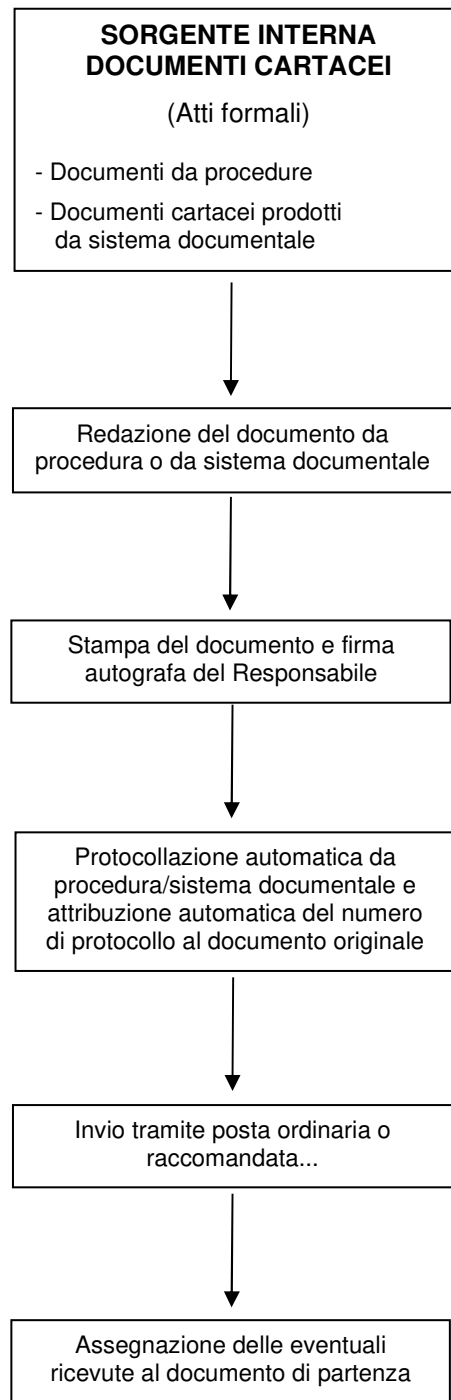 SORGENTE INTERNA
DOCUMENTI CARTACEI
(Atti formali)
- Documenti da procedure
- Documenti cartacei prodotti
da sistema documentale
Redazione del documento da
procedura o da sistema documentale
Stampa del documento e firma
autografa del Responsabile
Protocollazione automatica da
procedura/sistema documentale e
attribuzione automatica del numero
di protocollo al documento originale
Invio tramite posta ordinaria o
raccomandata...
Assegnazione delle eventuali
ricevute al documento di partenza